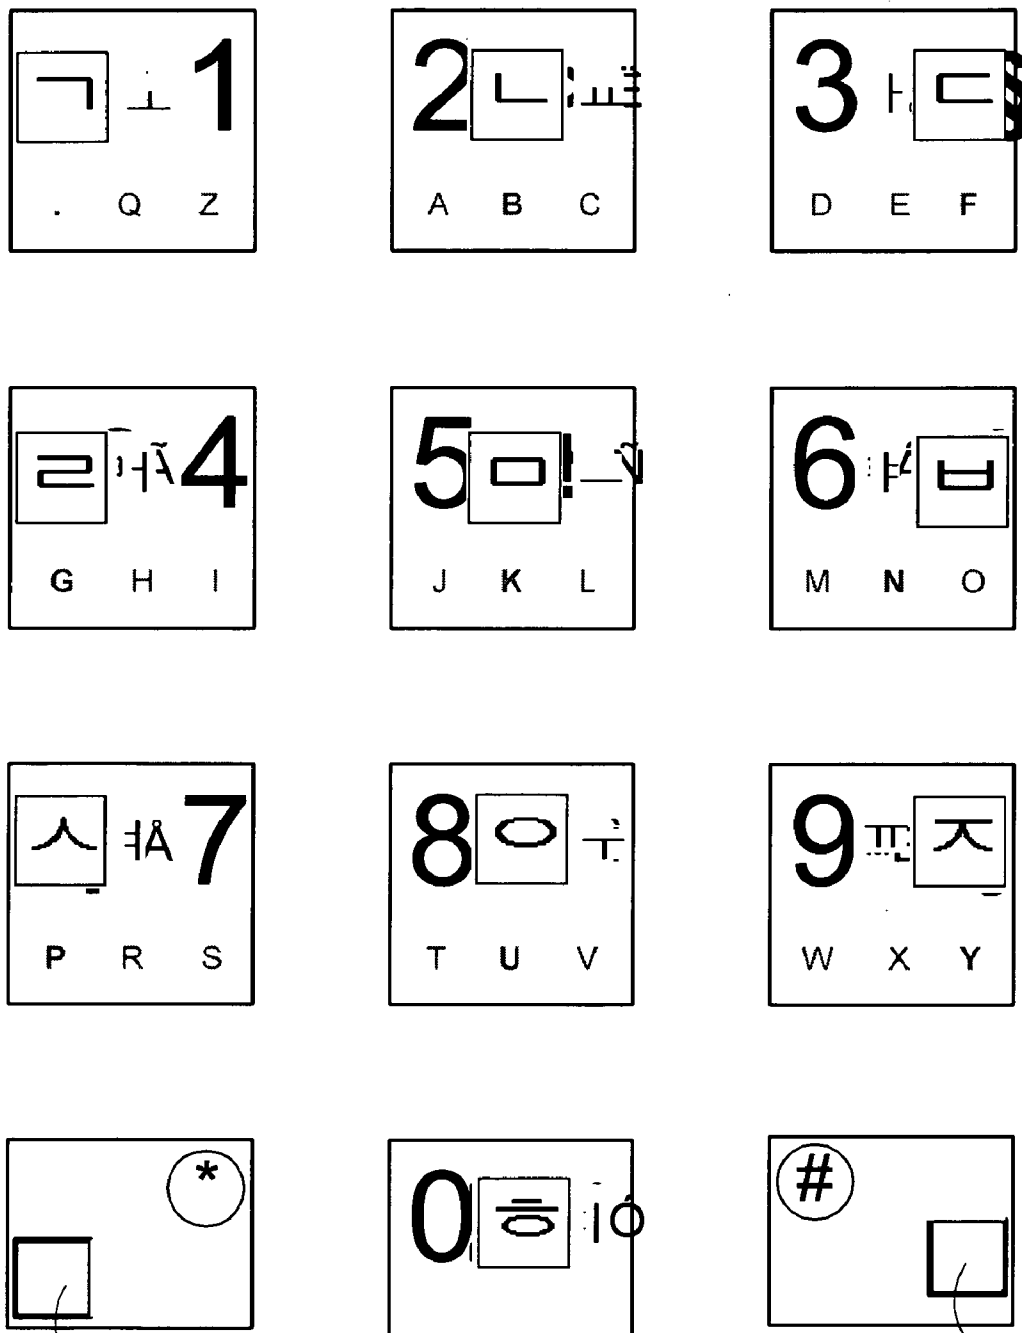 ㄱ ㅗ 1
. Q Z
2 ㄴ ㅛ
A B C
3 ㅏ ㄷ
D E F
ㄹ ㅓ 4
G H I
5 ㅁ ㅡ
J K L
6 ㅑ ㅂ
M N O
ㅅ ㅕ 7
P R S
8 ㅇ ㅜ
T U V
9 ㅠ ㅈ
W X Y
*
0 ㅎ ㅣ
#